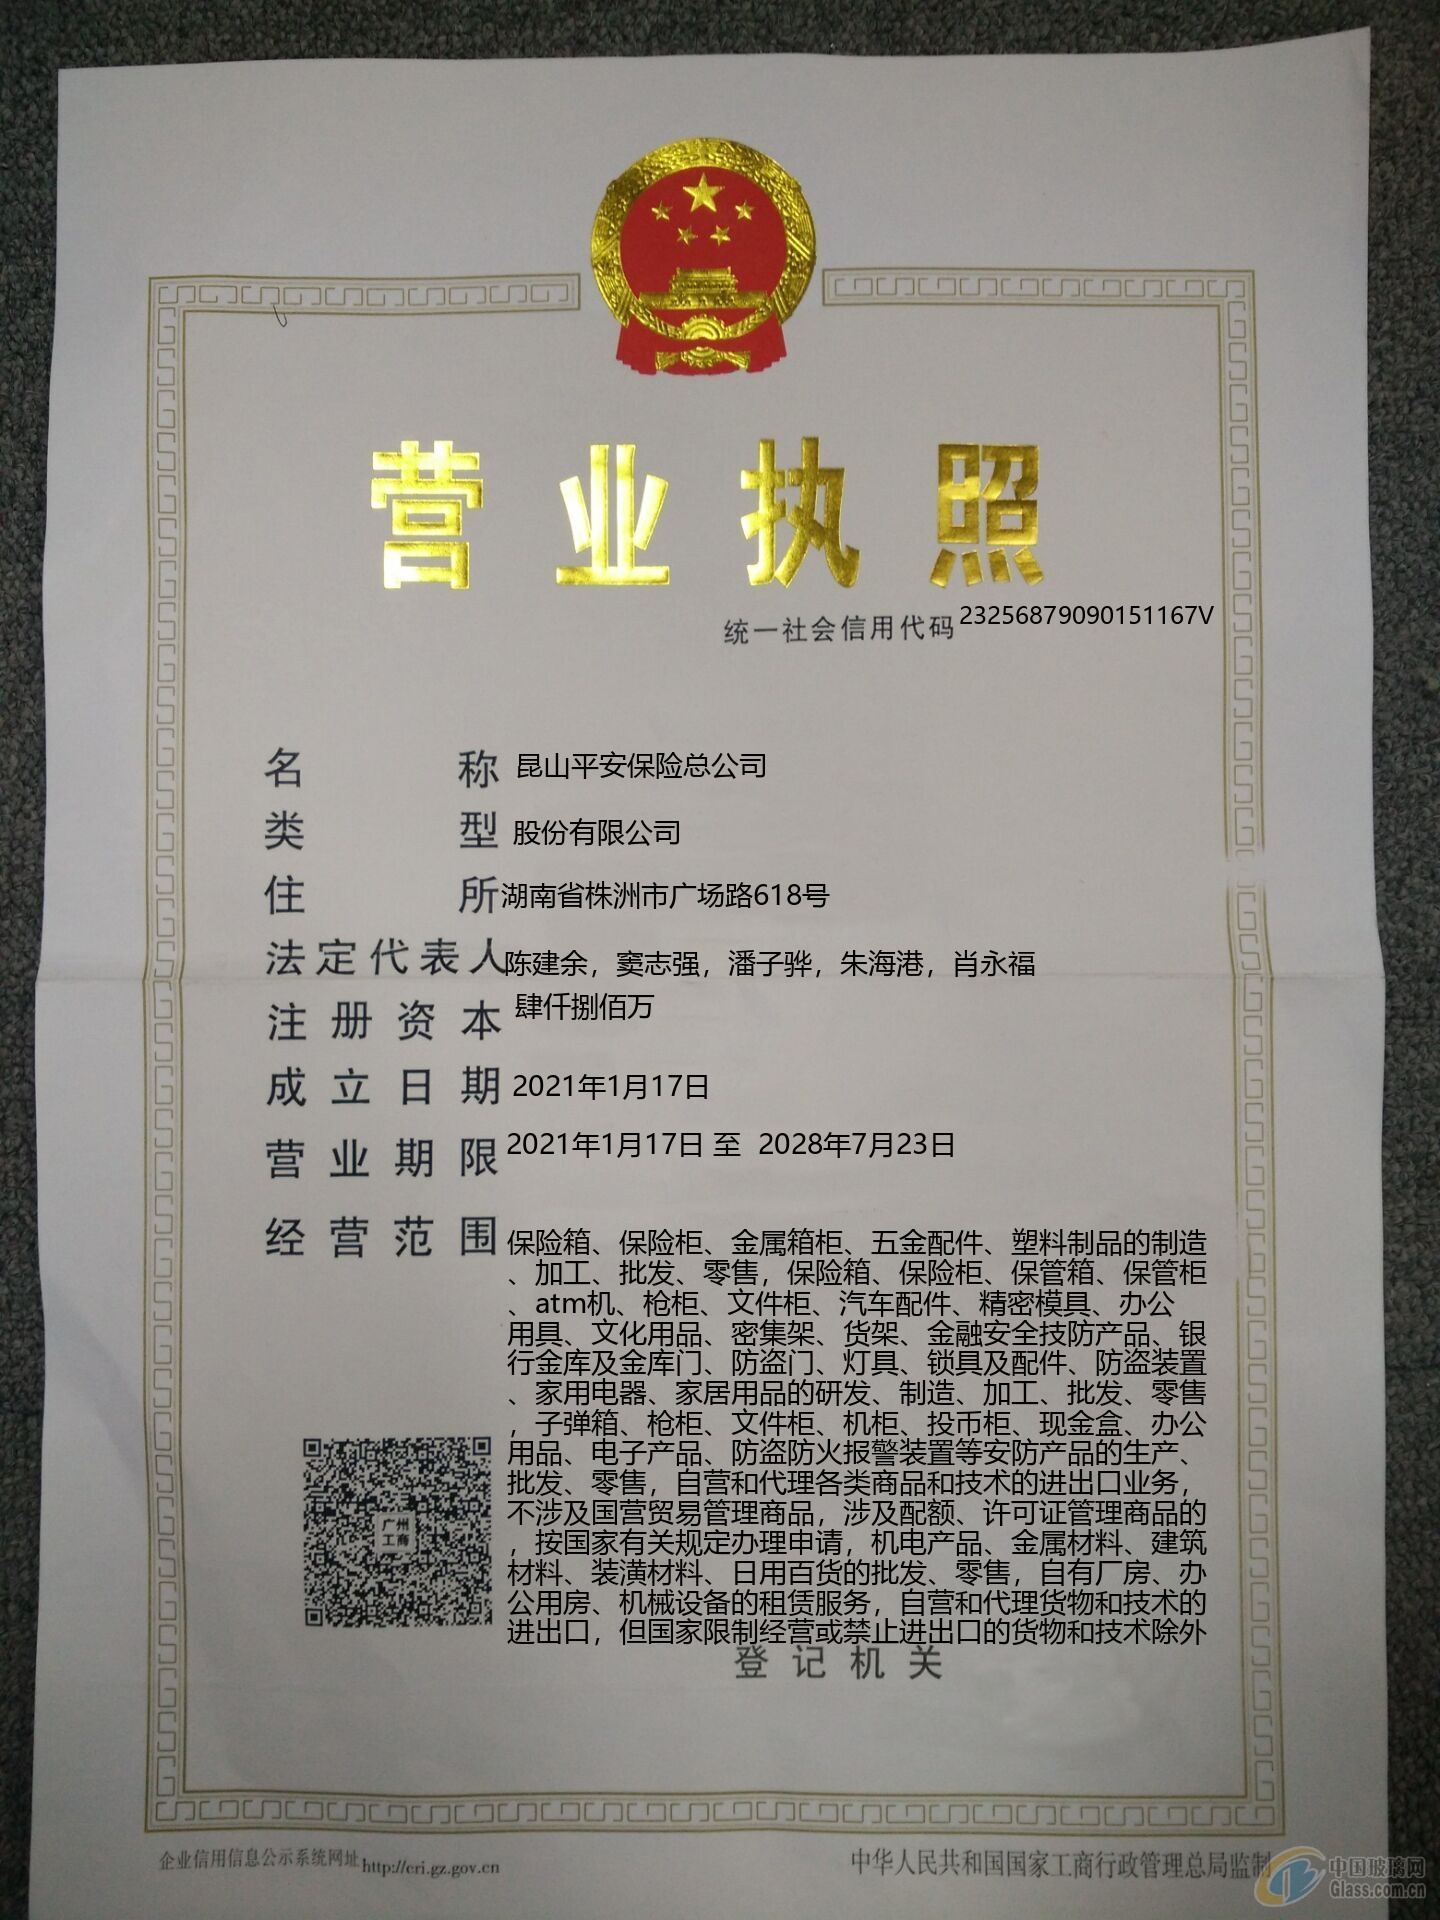 营业执照
统一社会信用代码 23256879090151167V
名称 昆山平安保险总公司
类型 股份有限公司
住所 湖南省株洲市广场路618号
法定代表人 陈建余，窦志强，潘子骅，朱海港，肖永福
注册资本 肆仟捌佰万
成立日期 2021年1月17日
营业期限 2021年1月17日 至 2028年7月23日
经营范围 保险箱、保险柜、金属箱柜、五金配件、塑料制品的制造
、加工、批发、零售，保险箱、保险柜、保管箱、保管柜
、atm机、枪柜、文件柜、汽车配件、精密模具、办公
用具、文化用品、密集架、货架、金融安全技防产品、银
行金库及金库门、防盗门、灯具、锁具及配件、防盗装置
、家用电器、家居用品的研发、制造、加工、批发、零售
，子弹箱、枪柜、文件柜、机柜、投币柜、现金盒、办公
用品、电子产品、防盗防火报警装置等安防产品的生产、
批发、零售，自营和代理各类商品和技术的进出口业务，
不涉及国营贸易管理商品，涉及配额、许可证管理商品的
，按国家有关规定办理申请，机电产品、金属材料、建筑
材料、装潢材料、日用百货的批发、零售，自有厂房、办
公用房、机械设备的租赁服务，自营和代理货物和技术的
进出口，但国家限制经营或禁止进出口的货物和技术除外
广州
工商
登记机关
企业信用信息公示系统网址 http://cri.gz.gov.cn
中华人民共和国国家工商行政管理总局监制
中国玻璃网
Glass.com.cn